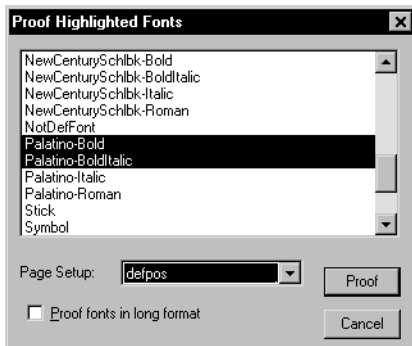 Proof Highlighted Fonts
NewCenturySchlbk-Bold
NewCenturySchlbk-BoldItalic
NewCenturySchlbk-Italic
NewCenturySchlbk-Roman
NotDefFont
Palatino-Bold
Palatino-BoldItalic
Palatino-Italic
Palatino-Roman
Stick
Symbol
Page Setup: defpos
Proof
Proof fonts in long format
Cancel